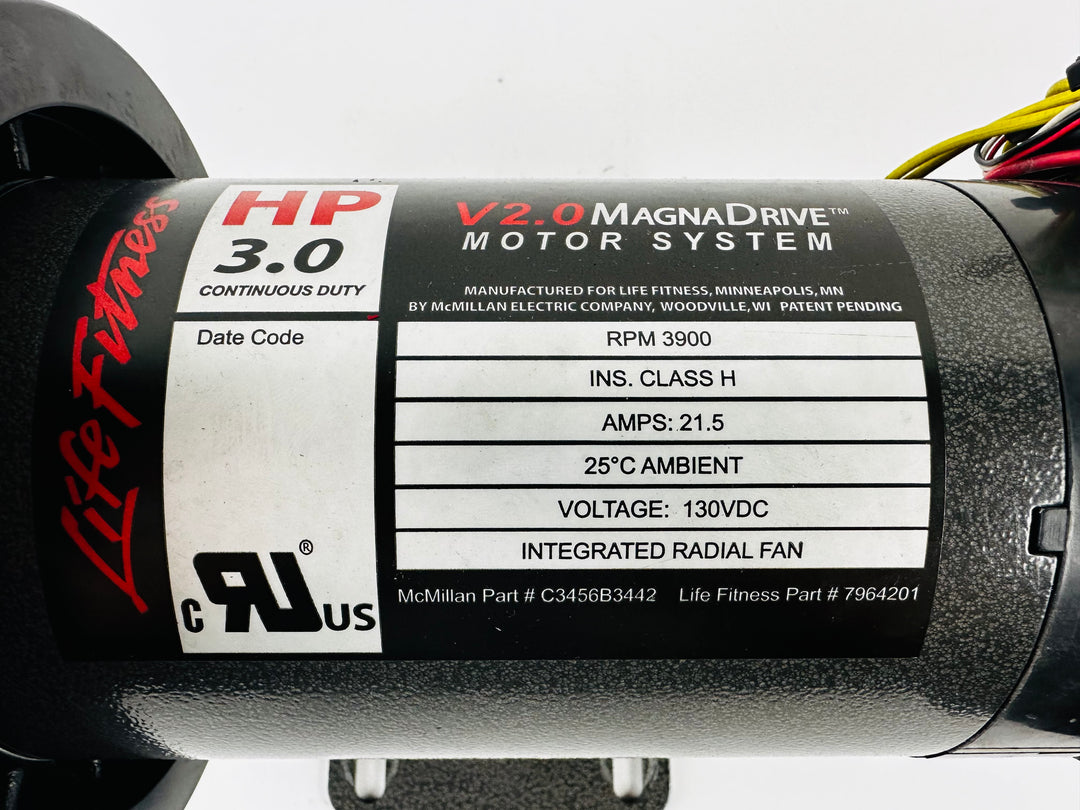 Life Fitness
HP
3.0
CONTINUOUS DUTY
Date Code
c RU US ®
V2.0 MAGNADRIVE™
MOTOR SYSTEM
MANUFACTURED FOR LIFE FITNESS, MINNEAPOLIS, MN
BY McMILLAN ELECTRIC COMPANY, WOODVILLE, WI PATENT PENDING
RPM 3900
INS. CLASS H
AMPS: 21.5
25°C AMBIENT
VOLTAGE: 130VDC
INTEGRATED RADIAL FAN
McMillan Part # C3456B3442 Life Fitness Part # 7964201